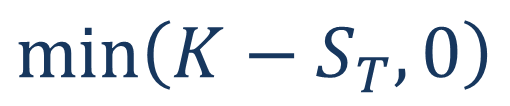 min(K − S_T, 0)